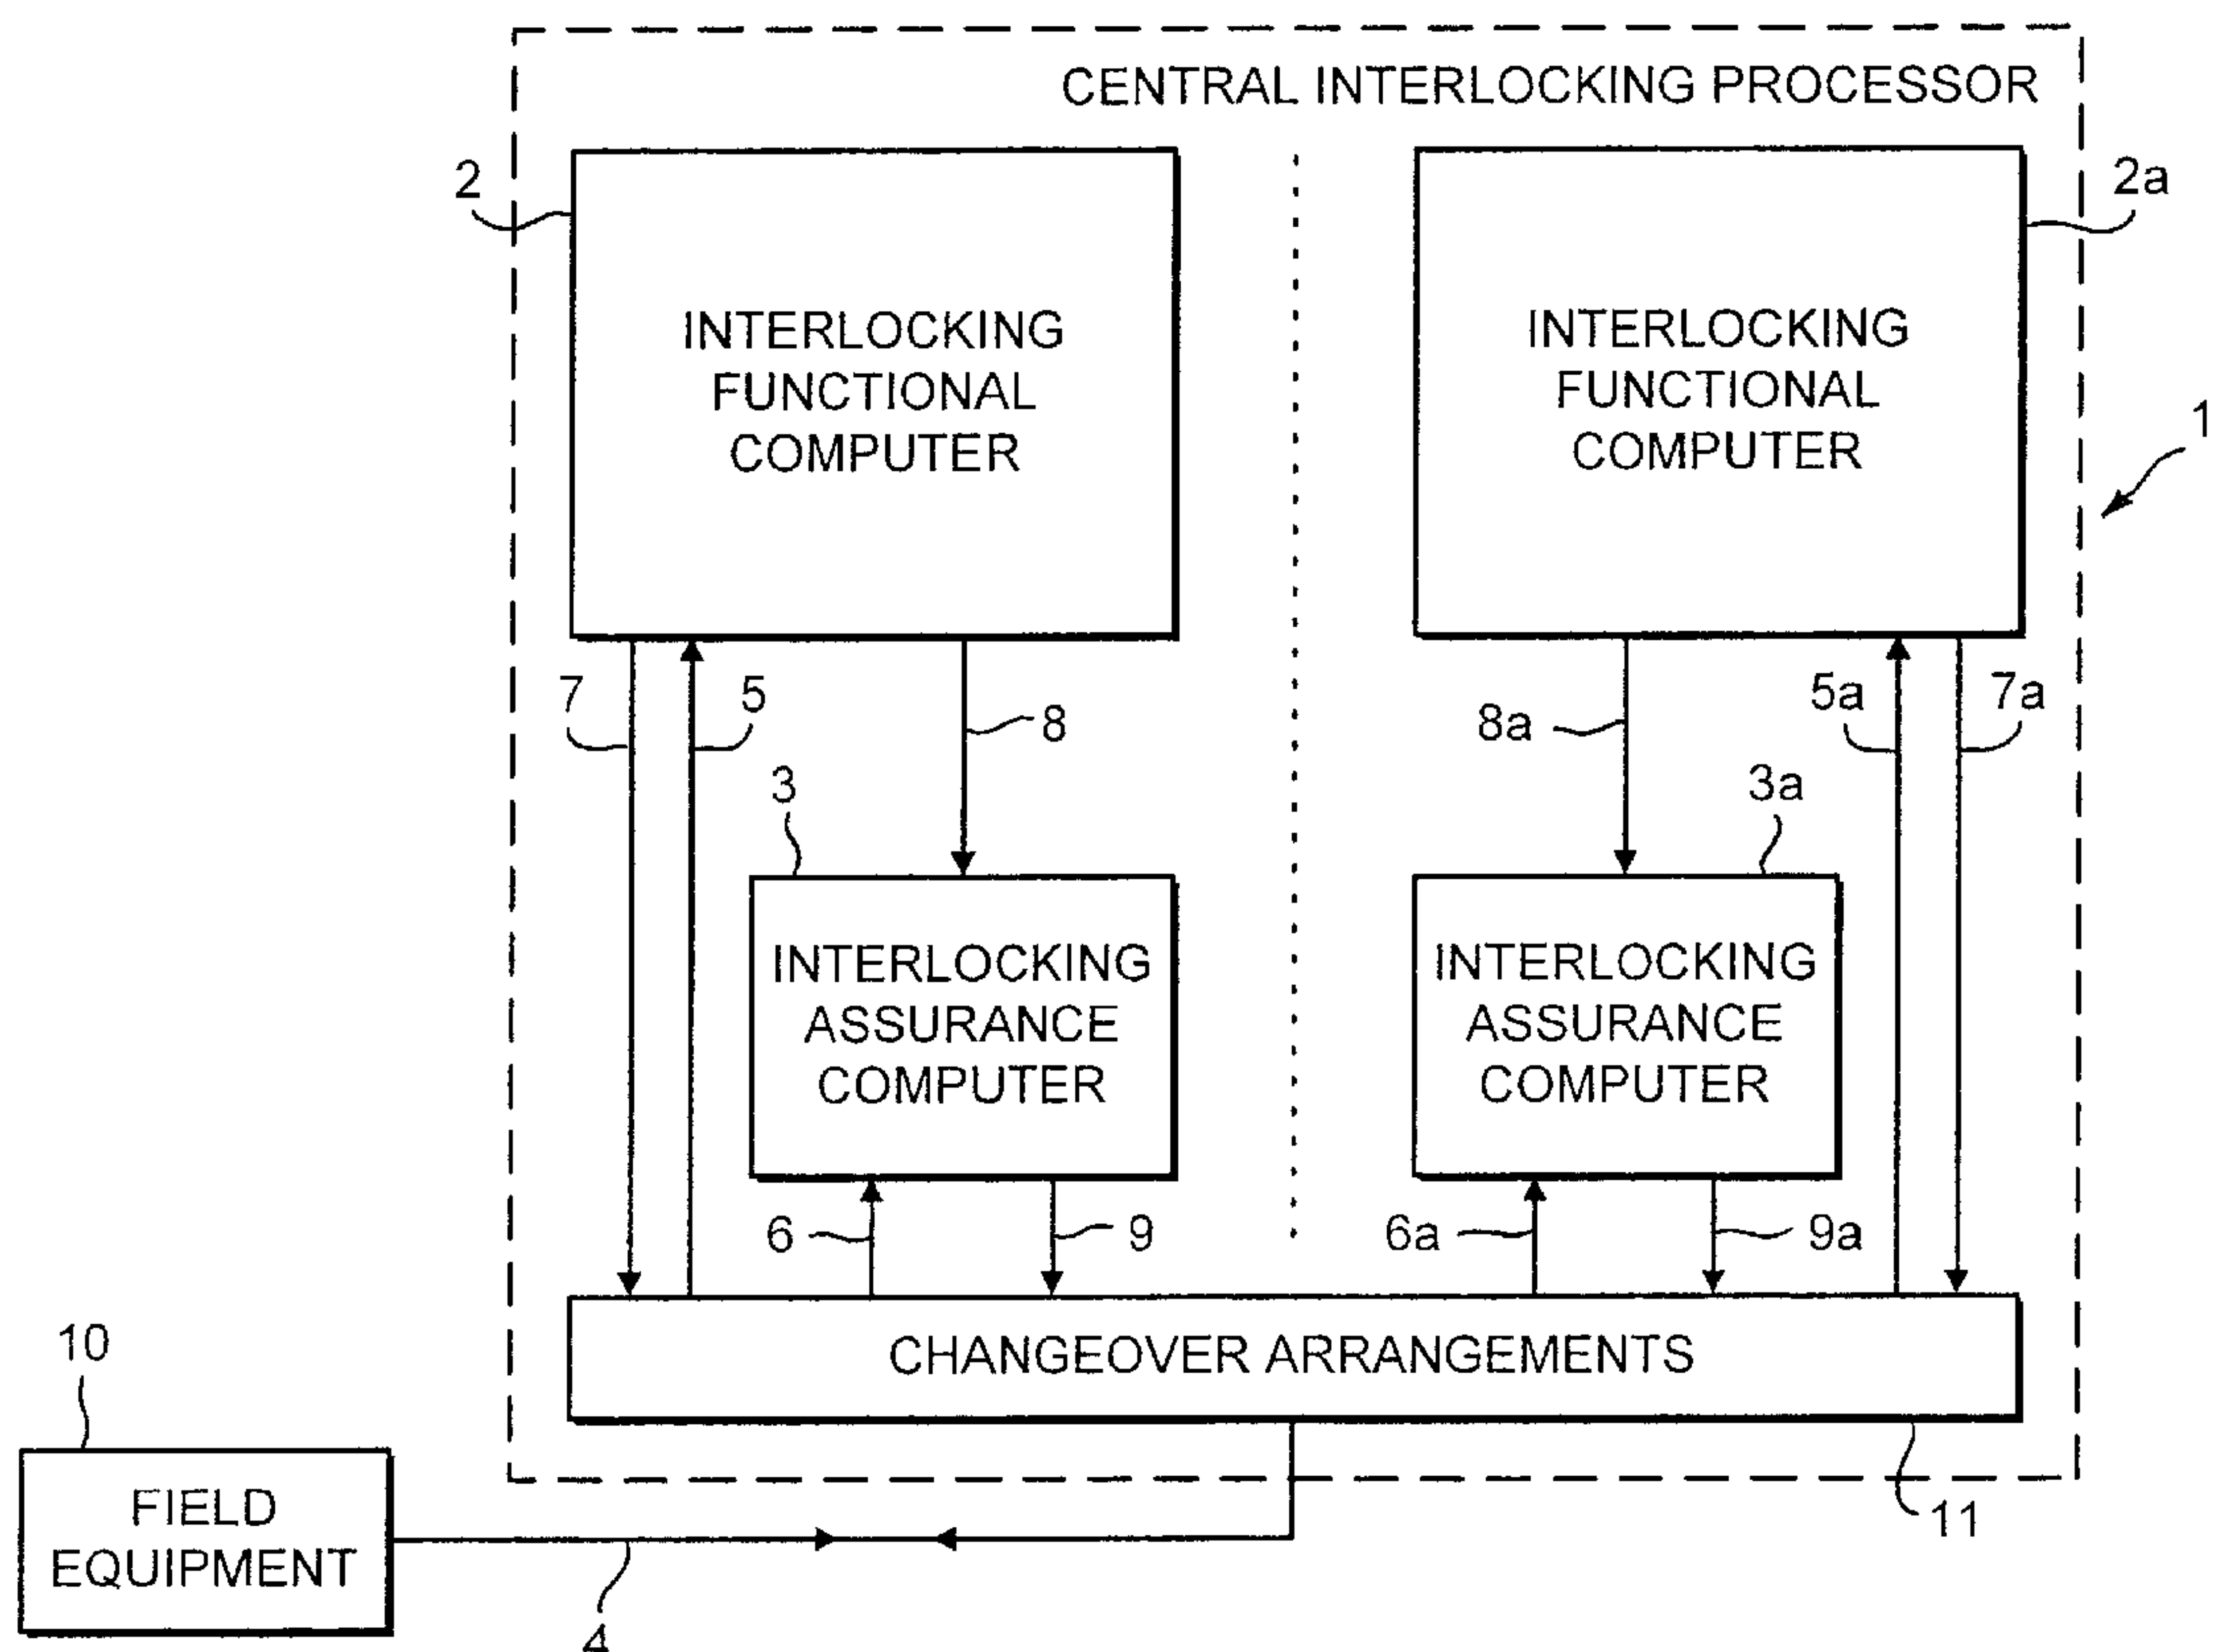 CENTRAL INTERLOCKING PROCESSOR
2
2a
INTERLOCKING
FUNCTIONAL
COMPUTER
INTERLOCKING
FUNCTIONAL
COMPUTER
1
7
5
8
8a
5a
7a
3
3a
INTERLOCKING
ASSURANCE
COMPUTER
INTERLOCKING
ASSURANCE
COMPUTER
6
9
6a
9a
10
CHANGEOVER ARRANGEMENTS
FIELD
EQUIPMENT
11
4